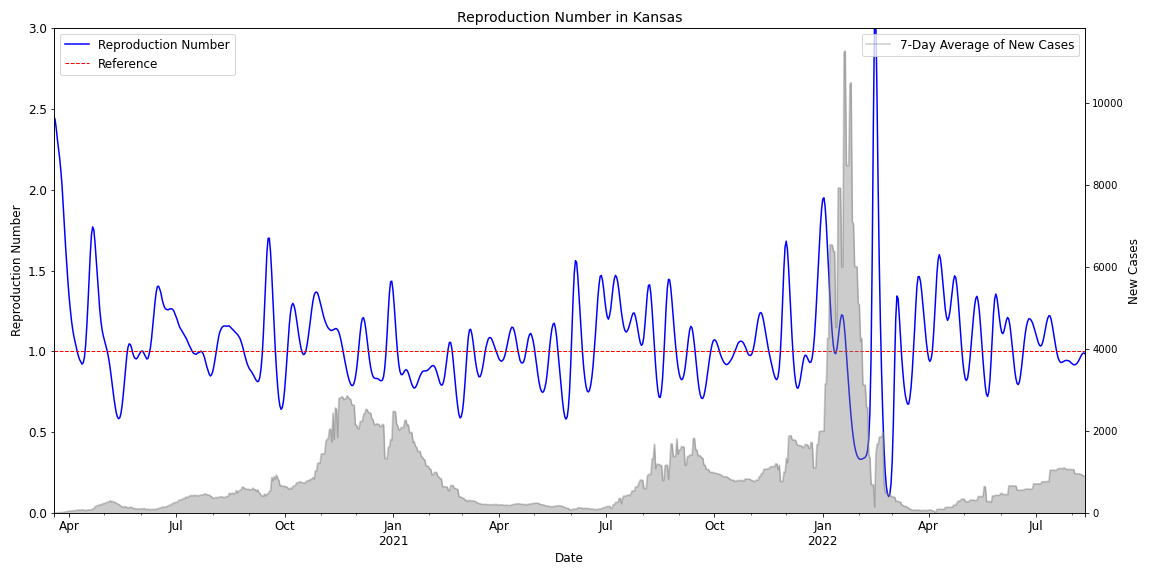 Reproduction Number in Kansas
Reproduction Number
Reference
7-Day Average of New Cases
3.0
2.5
2.0
1.5
1.0
0.5
0.0
Reproduction Number
10000
8000
6000
4000
2000
0
New Cases
Apr
Jul
Oct
Jan
2021
Apr
Jul
Oct
Jan
2022
Apr
Jul
Date